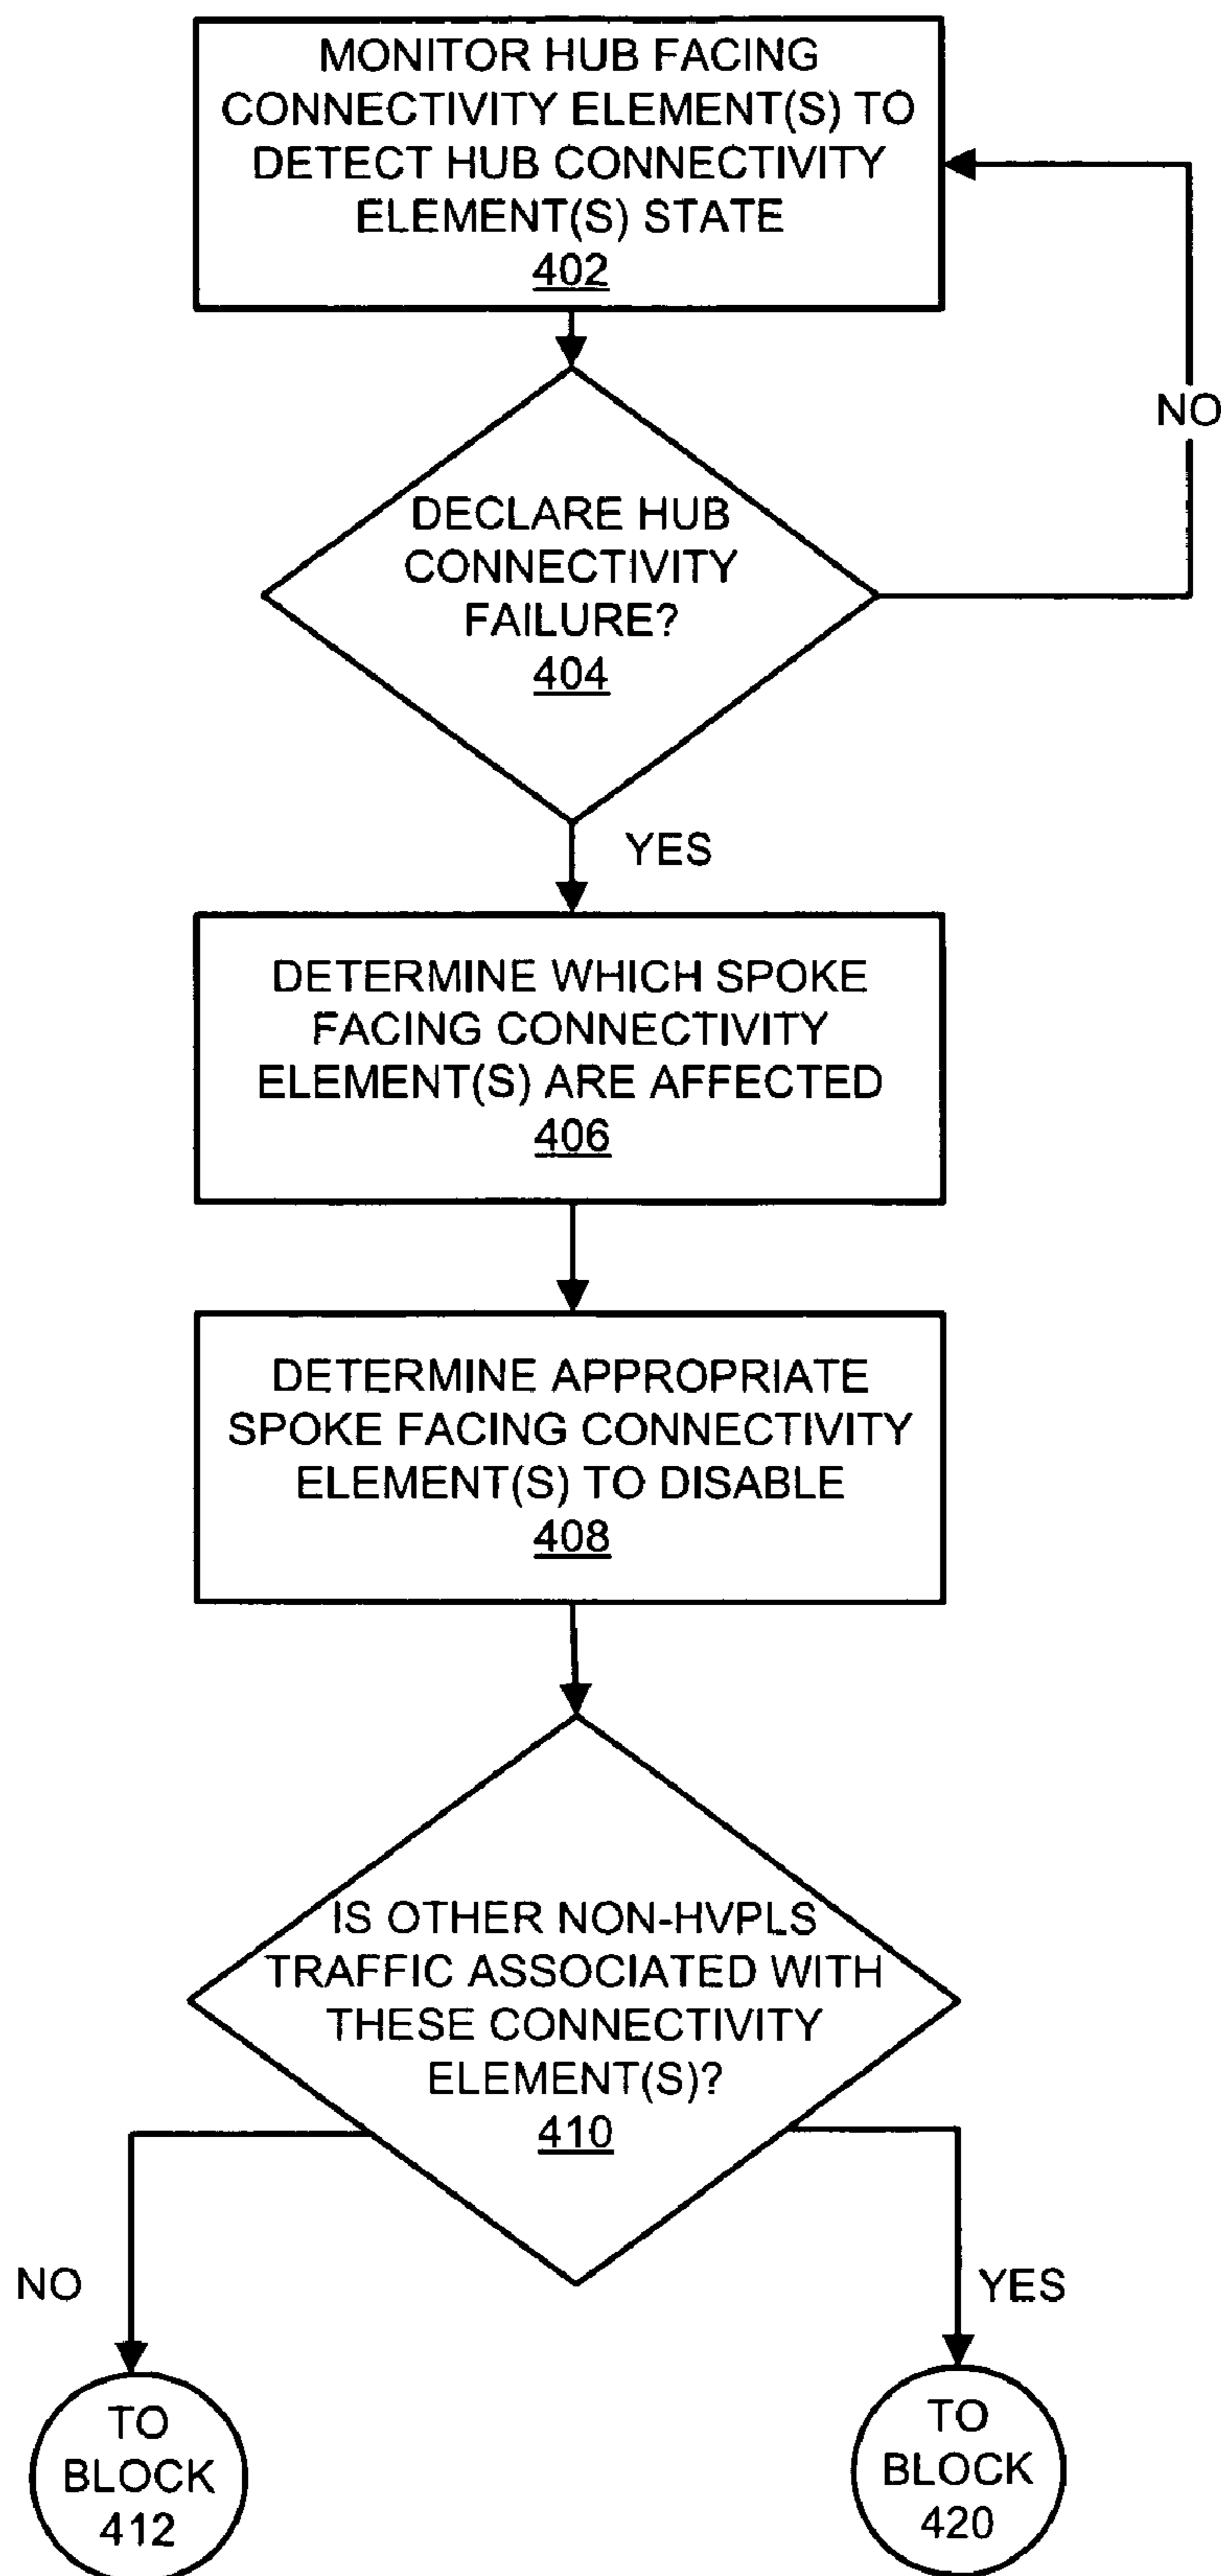 MONITOR HUB FACING
CONNECTIVITY ELEMENT(S) TO
DETECT HUB CONNECTIVITY
ELEMENT(S) STATE
402
NO
DECLARE HUB
CONNECTIVITY
FAILURE?
404
YES
DETERMINE WHICH SPOKE
FACING CONNECTIVITY
ELEMENT(S) ARE AFFECTED
406
DETERMINE APPROPRIATE
SPOKE FACING CONNECTIVITY
ELEMENT(S) TO DISABLE
408
IS OTHER NON-HVPLS
TRAFFIC ASSOCIATED WITH
THESE CONNECTIVITY
ELEMENT(S)?
410
NO
YES
TO
BLOCK
412
TO
BLOCK
420